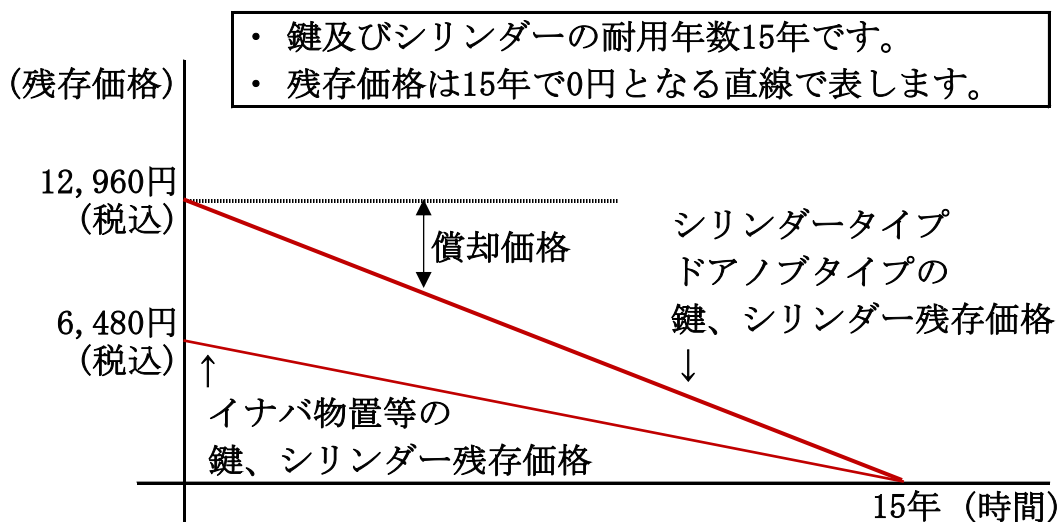 ・ 鍵及びシリンダーの耐用年数15年です。
・ 残存価格は15年で0円となる直線で表します。
(残存価格)
12,960円
(税込)
償却価格
シリンダータイプ
ドアノブタイプの
鍵、シリンダー残存価格
↓
6,480円
(税込)
↑
イナバ物置等の
鍵、シリンダー残存価格
15年 (時間)